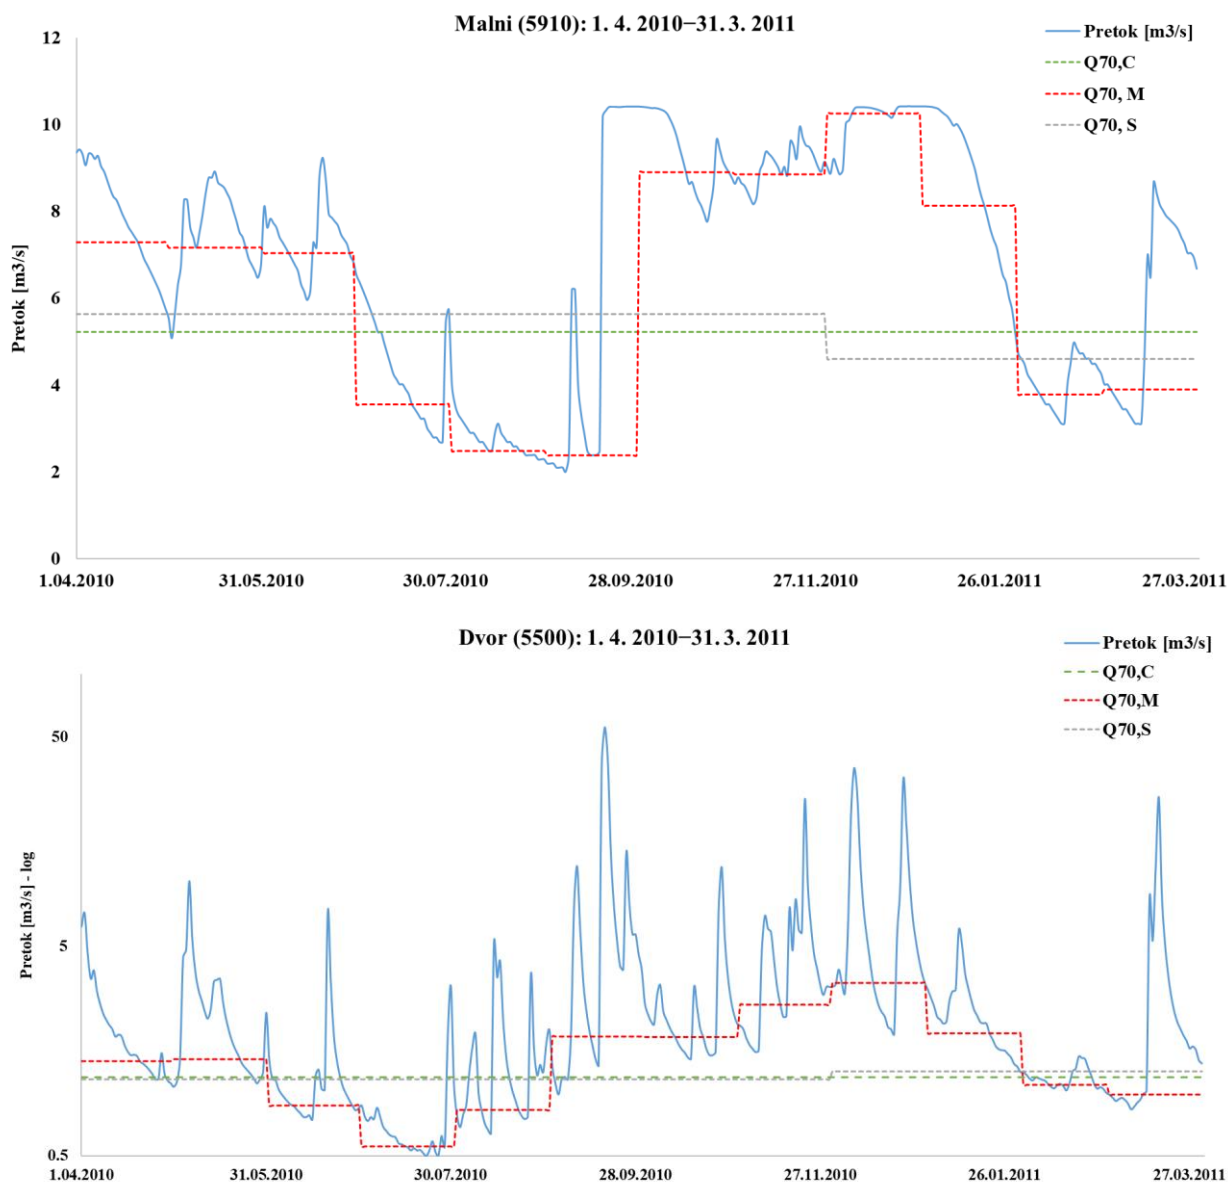 Malni (5910): 1. 4. 2010–31. 3. 2011
Pretok [m3/s]
Q70,C
Q70, M
Q70, S
Pretok [m3/s]
12
10
8
6
4
2
0
1.04.2010 31.05.2010 30.07.2010 28.09.2010 27.11.2010 26.01.2011 27.03.2011
Dvor (5500): 1. 4. 2010–31. 3. 2011
Pretok [m3/s]
Q70,C
Q70,M
Q70,S
Pretok [m3/s] - log
50
5
0.5
1.04.2010 31.05.2010 30.07.2010 28.09.2010 27.11.2010 26.01.2011 27.03.2011